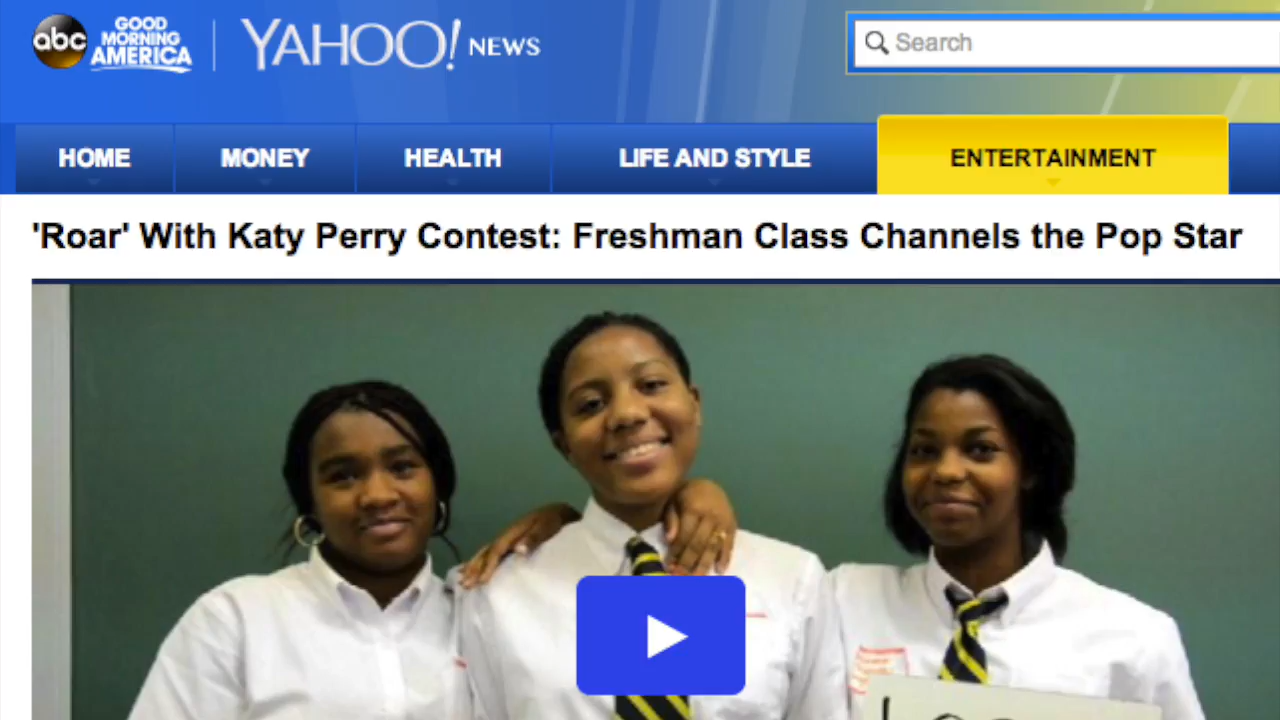 abc GOOD MORNING AMERICA YAHOO! NEWS
Search
HOME MONEY HEALTH LIFE AND STYLE ENTERTAINMENT
'Roar' With Katy Perry Contest: Freshman Class Channels the Pop Star